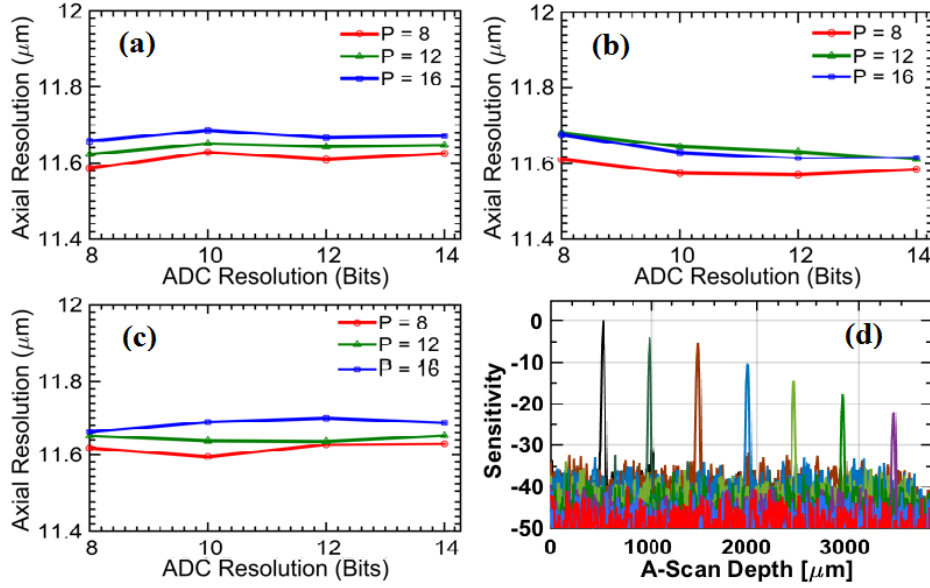 (a)
Axial Resolution (μm)
12
11.8
11.6
11.4
P = 8
P = 12
P = 16
8 10 12 14
ADC Resolution (Bits)
(b)
Axial Resolution (μm)
12
11.8
11.6
11.4
P = 8
P = 12
P = 16
8 10 12 14
ADC Resolution (Bits)
(c)
Axial Resolution (μm)
12
11.8
11.6
11.4
P = 8
P = 12
P = 16
8 10 12 14
ADC Resolution (Bits)
(d)
Sensitivity
0
-10
-20
-30
-40
-50
0 1000 2000 3000
A-Scan Depth [μm]